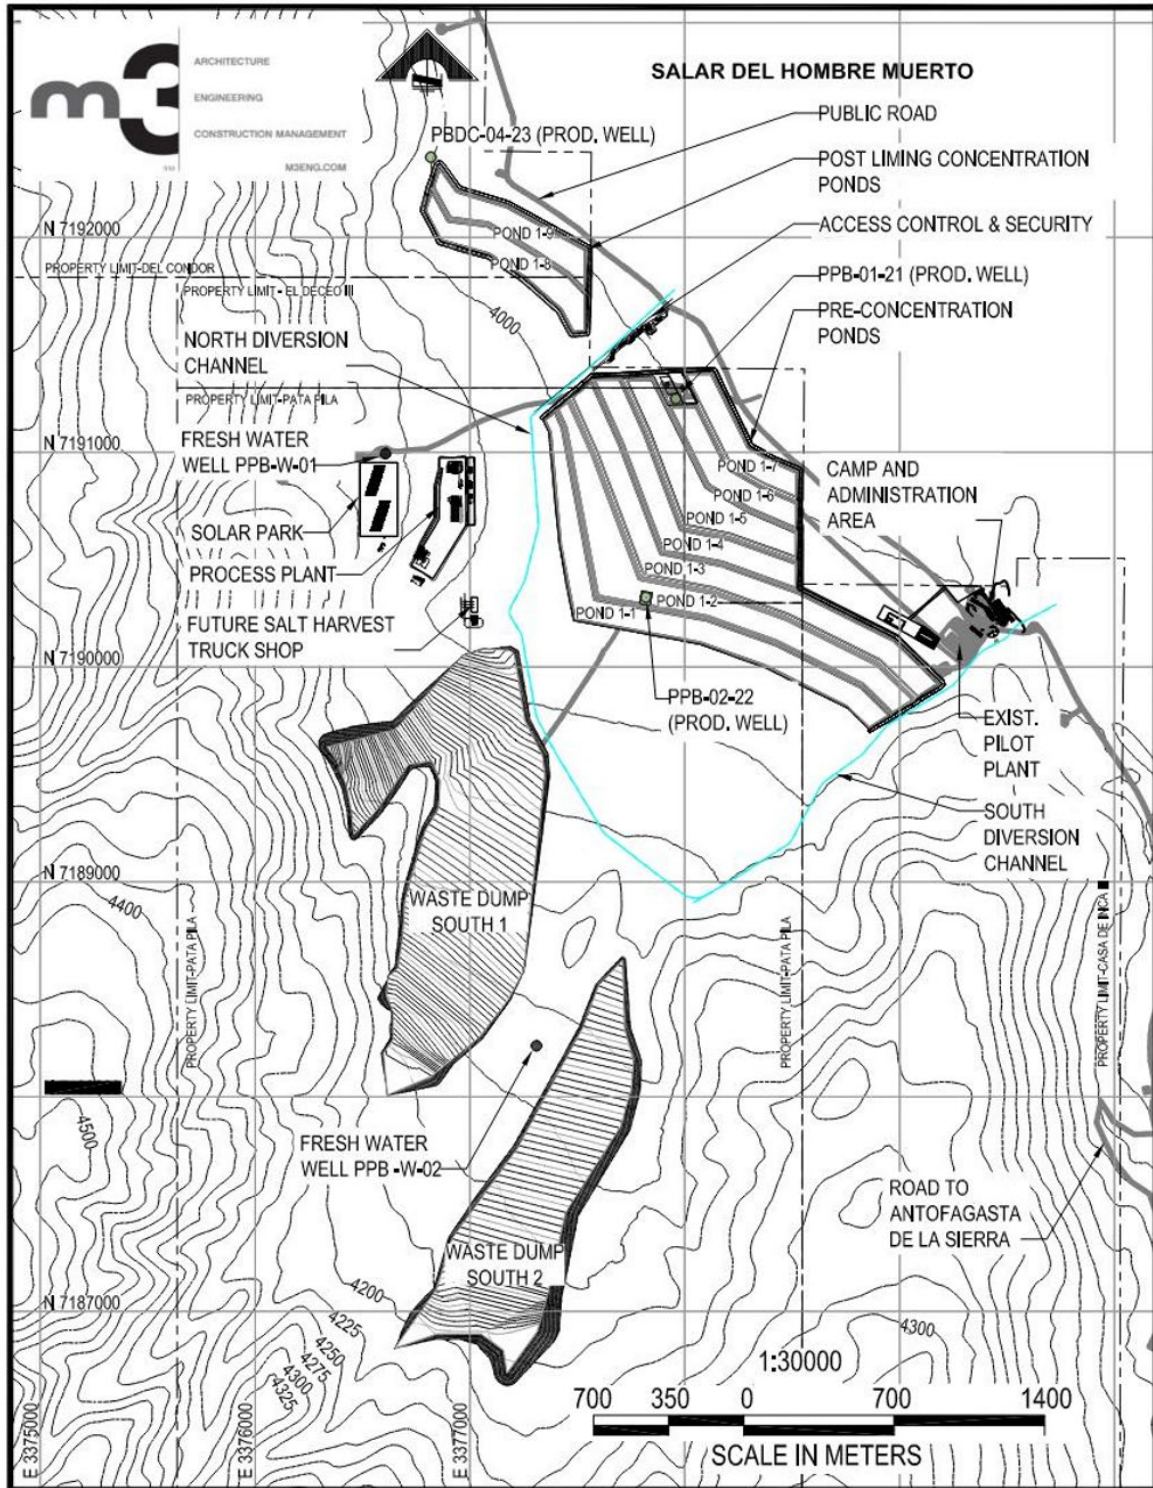 m3
ARCHITECTURE
ENGINEERING
CONSTRUCTION MANAGEMENT
M3ENG.COM
SALAR DEL HOMBRE MUERTO
PUBLIC ROAD
PBDC-04-23 (PROD. WELL)
POST LIMING CONCENTRATION
PONDS
ACCESS CONTROL & SECURITY
N 7192000
POND 1-9
POND 1-8
PROPERTY LIMIT-DEL CONDOR
PROPERTY LIMIT - EL DECEO III
PPB-01-21 (PROD. WELL)
PRE-CONCENTRATION
PONDS
4000
NORTH DIVERSION
CHANNEL
PROPERTY LIMIT-PATA PILA
FRESH WATER
WELL PPB-W-01
N 7191000
POND 1-7
POND 1-6
POND 1-5
POND 1-4
POND 1-3
POND 1-2
POND 1-1
CAMP AND
ADMINISTRATION
AREA
SOLAR PARK
PROCESS PLANT
FUTURE SALT HARVEST
TRUCK SHOP
N 7190000
PPB-02-22
(PROD. WELL)
EXIST.
PILOT
PLANT
SOUTH
DIVERSION
CHANNEL
N 7189000
4400
WASTE DUMP
SOUTH 1
PROPERTY LIMIT-PATA PILA
PROPERTY LIMIT-PATA PILA
PROPERTY LIMIT-CASA DE INCA
4500
FRESH WATER
WELL PPB -W-02
ROAD TO
ANTOFAGASTA
DE LA SIERRA
WASTE DUMP
SOUTH 2
N 7187000
4200
4225
4250
4275
4300
4325
4300
1:30000
700 350 0 700 1400
SCALE IN METERS
E 3375000
E 3376000
E 3377000